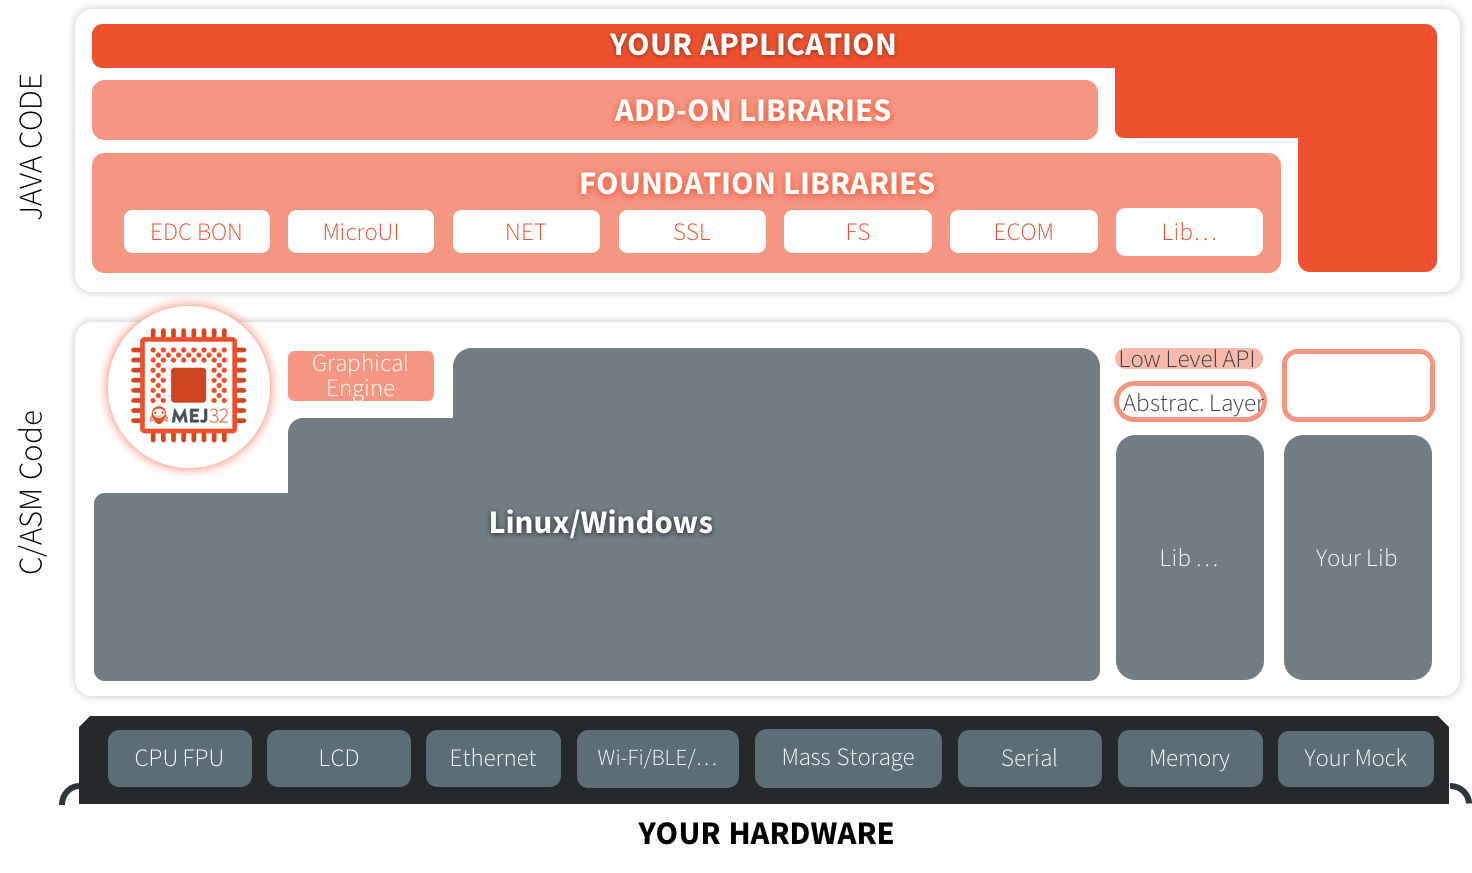 JAVA CODE
YOUR APPLICATION
ADD-ON LIBRARIES
FOUNDATION LIBRARIES
EDC BON
MicroUI
NET
SSL
FS
ECOM
Lib...
C/ASM Code
MEJ32
Graphical
Engine
Linux/Windows
Low Level API
Abstrac. Layer
Lib ...
Your Lib
CPU FPU
LCD
Ethernet
Wi-Fi/BLE/...
Mass Storage
Serial
Memory
Your Mock
YOUR HARDWARE